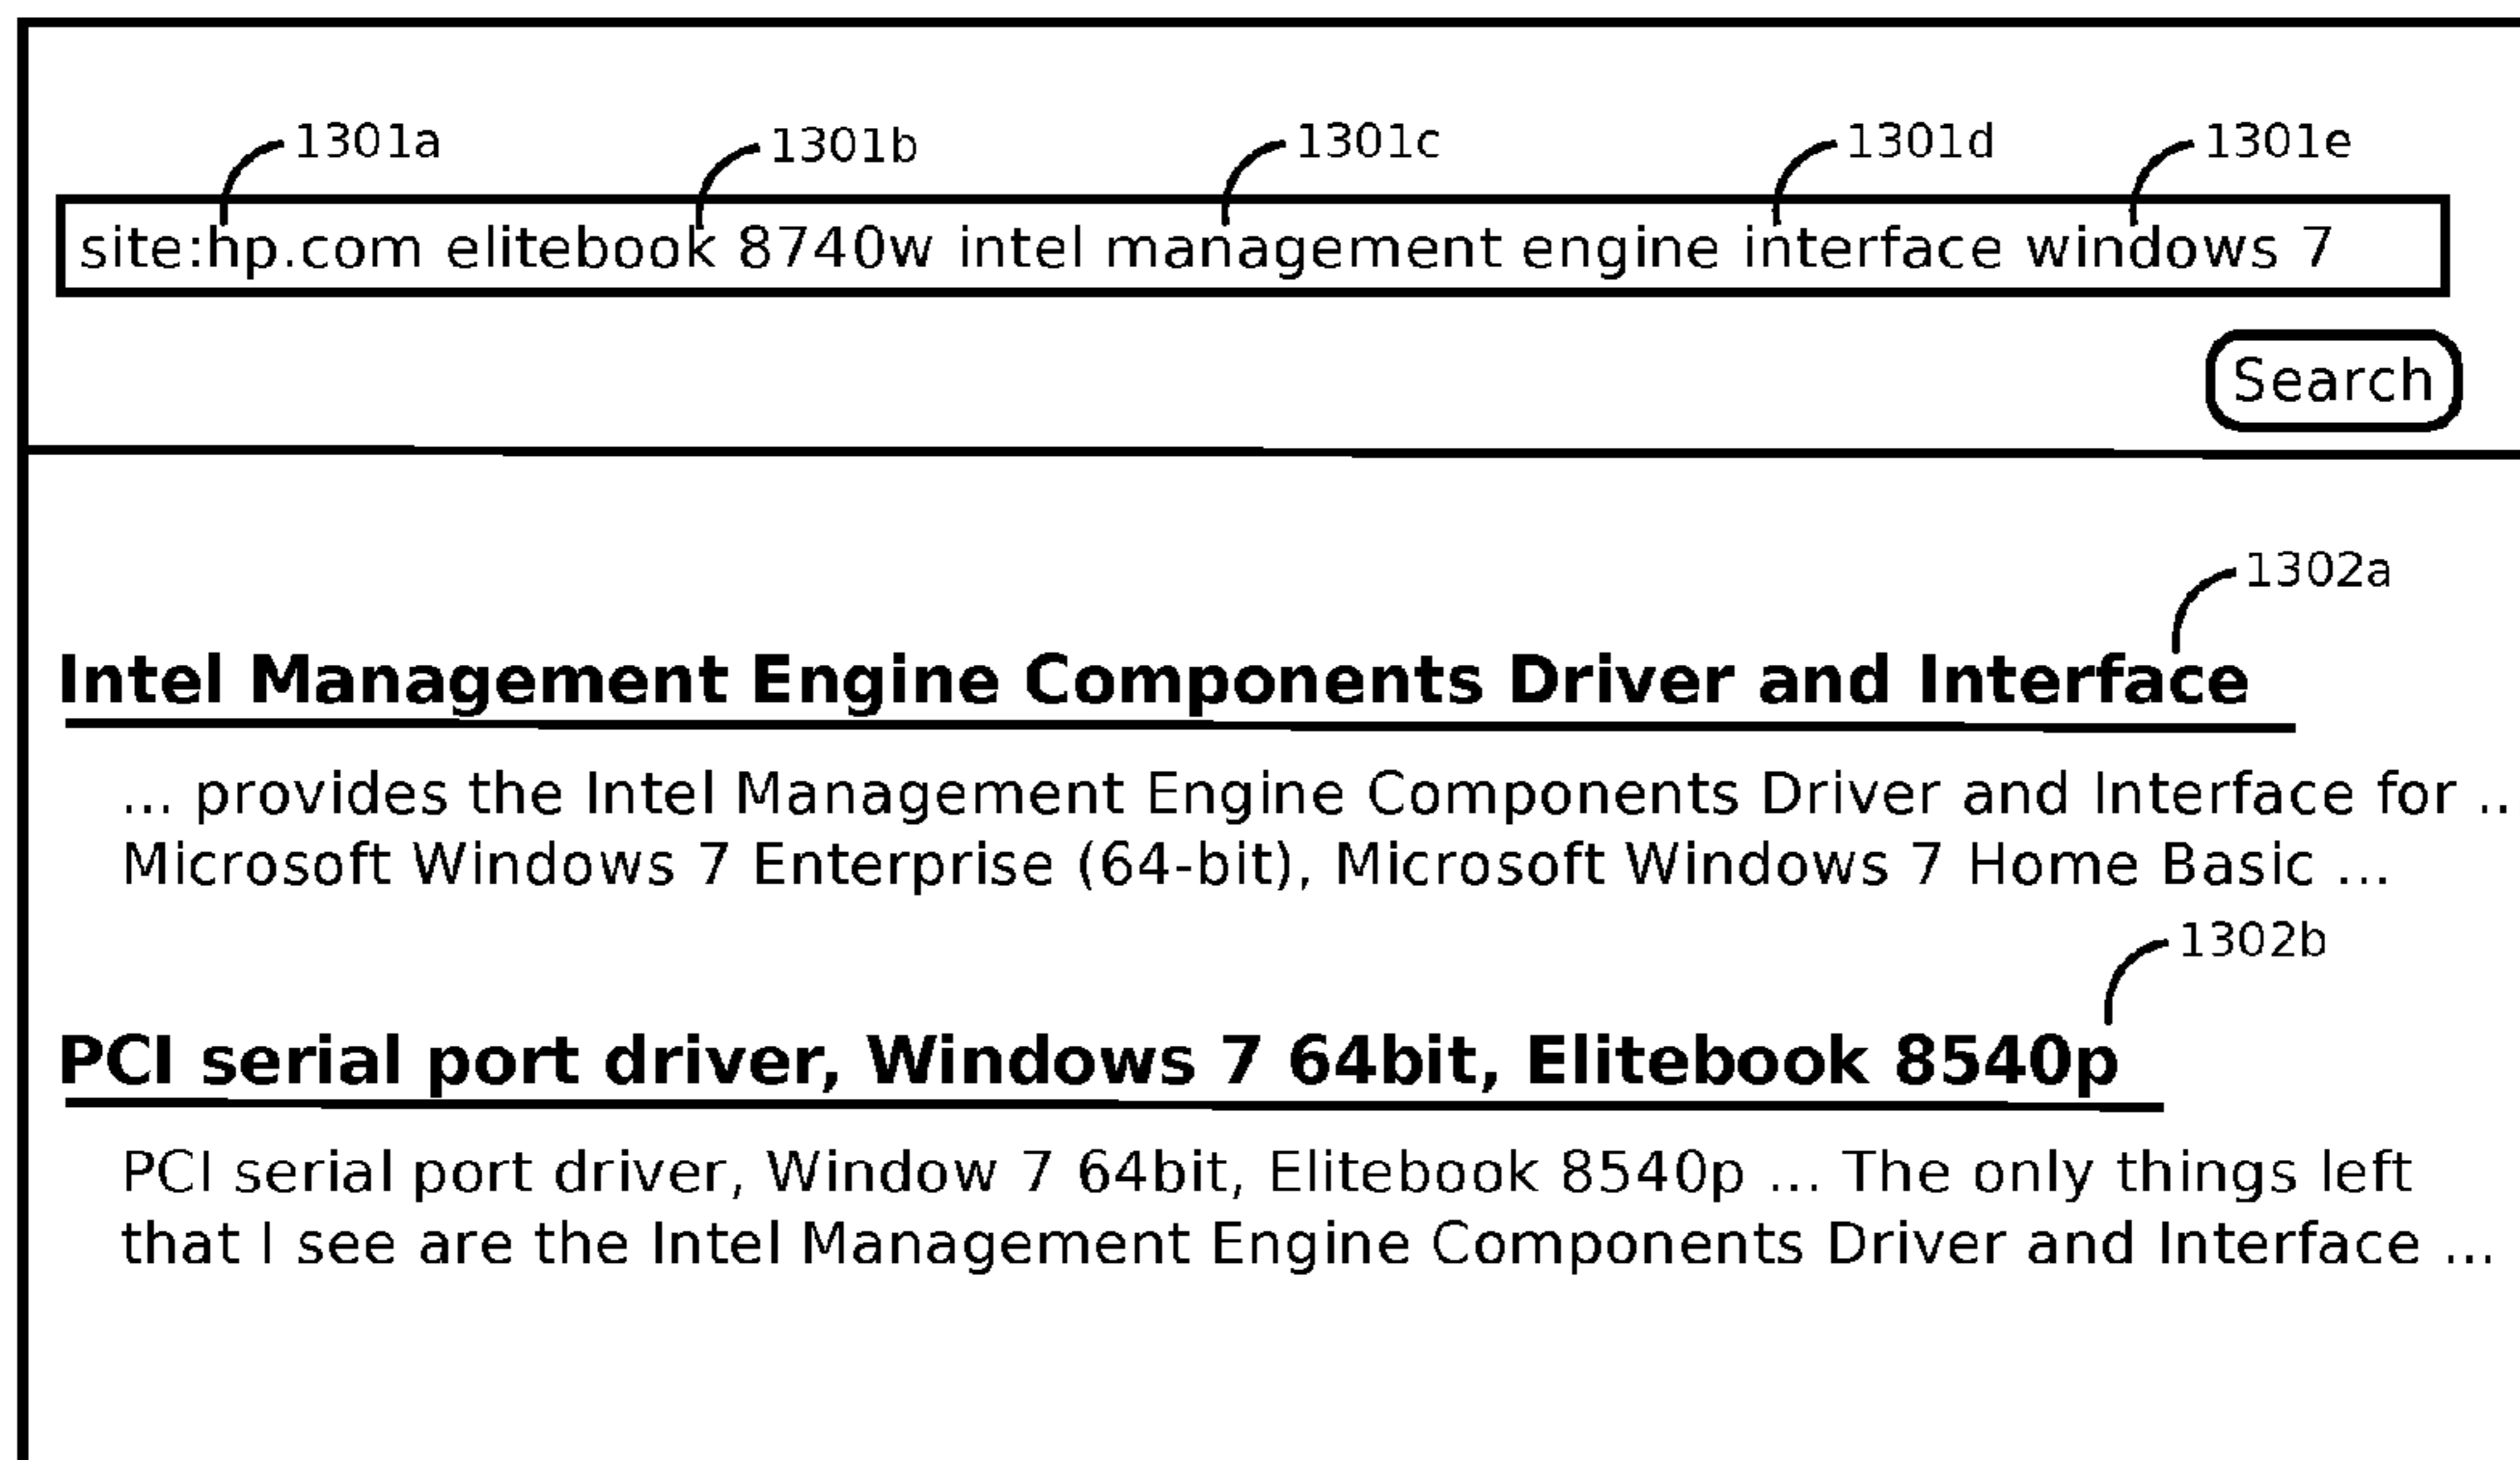 1301a 1301b 1301c 1301d 1301e
site:hp.com elitebook 8740w intel management engine interface windows 7
Search
1302a
Intel Management Engine Components Driver and Interface
... provides the Intel Management Engine Components Driver and Interface for ..
Microsoft Windows 7 Enterprise (64-bit), Microsoft Windows 7 Home Basic ...
1302b
PCI serial port driver, Windows 7 64bit, Elitebook 8540p
PCI serial port driver, Window 7 64bit, Elitebook 8540p ... The only things left
that I see are the Intel Management Engine Components Driver and Interface ...